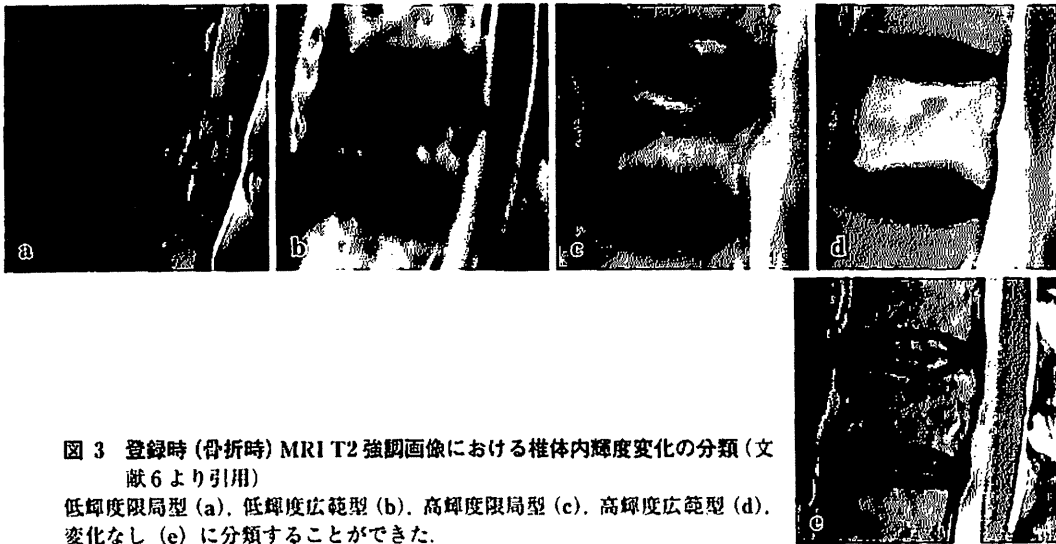 a
b
c
d
e
図 3 登録時(骨折時)MRI T2 強調画像における椎体内輝度変化の分類(文
献6より引用)
低輝度限局型(a),低輝度広範型(b),高輝度限局型(c),高輝度広範型(d),
変化なし(e)に分類することができた.